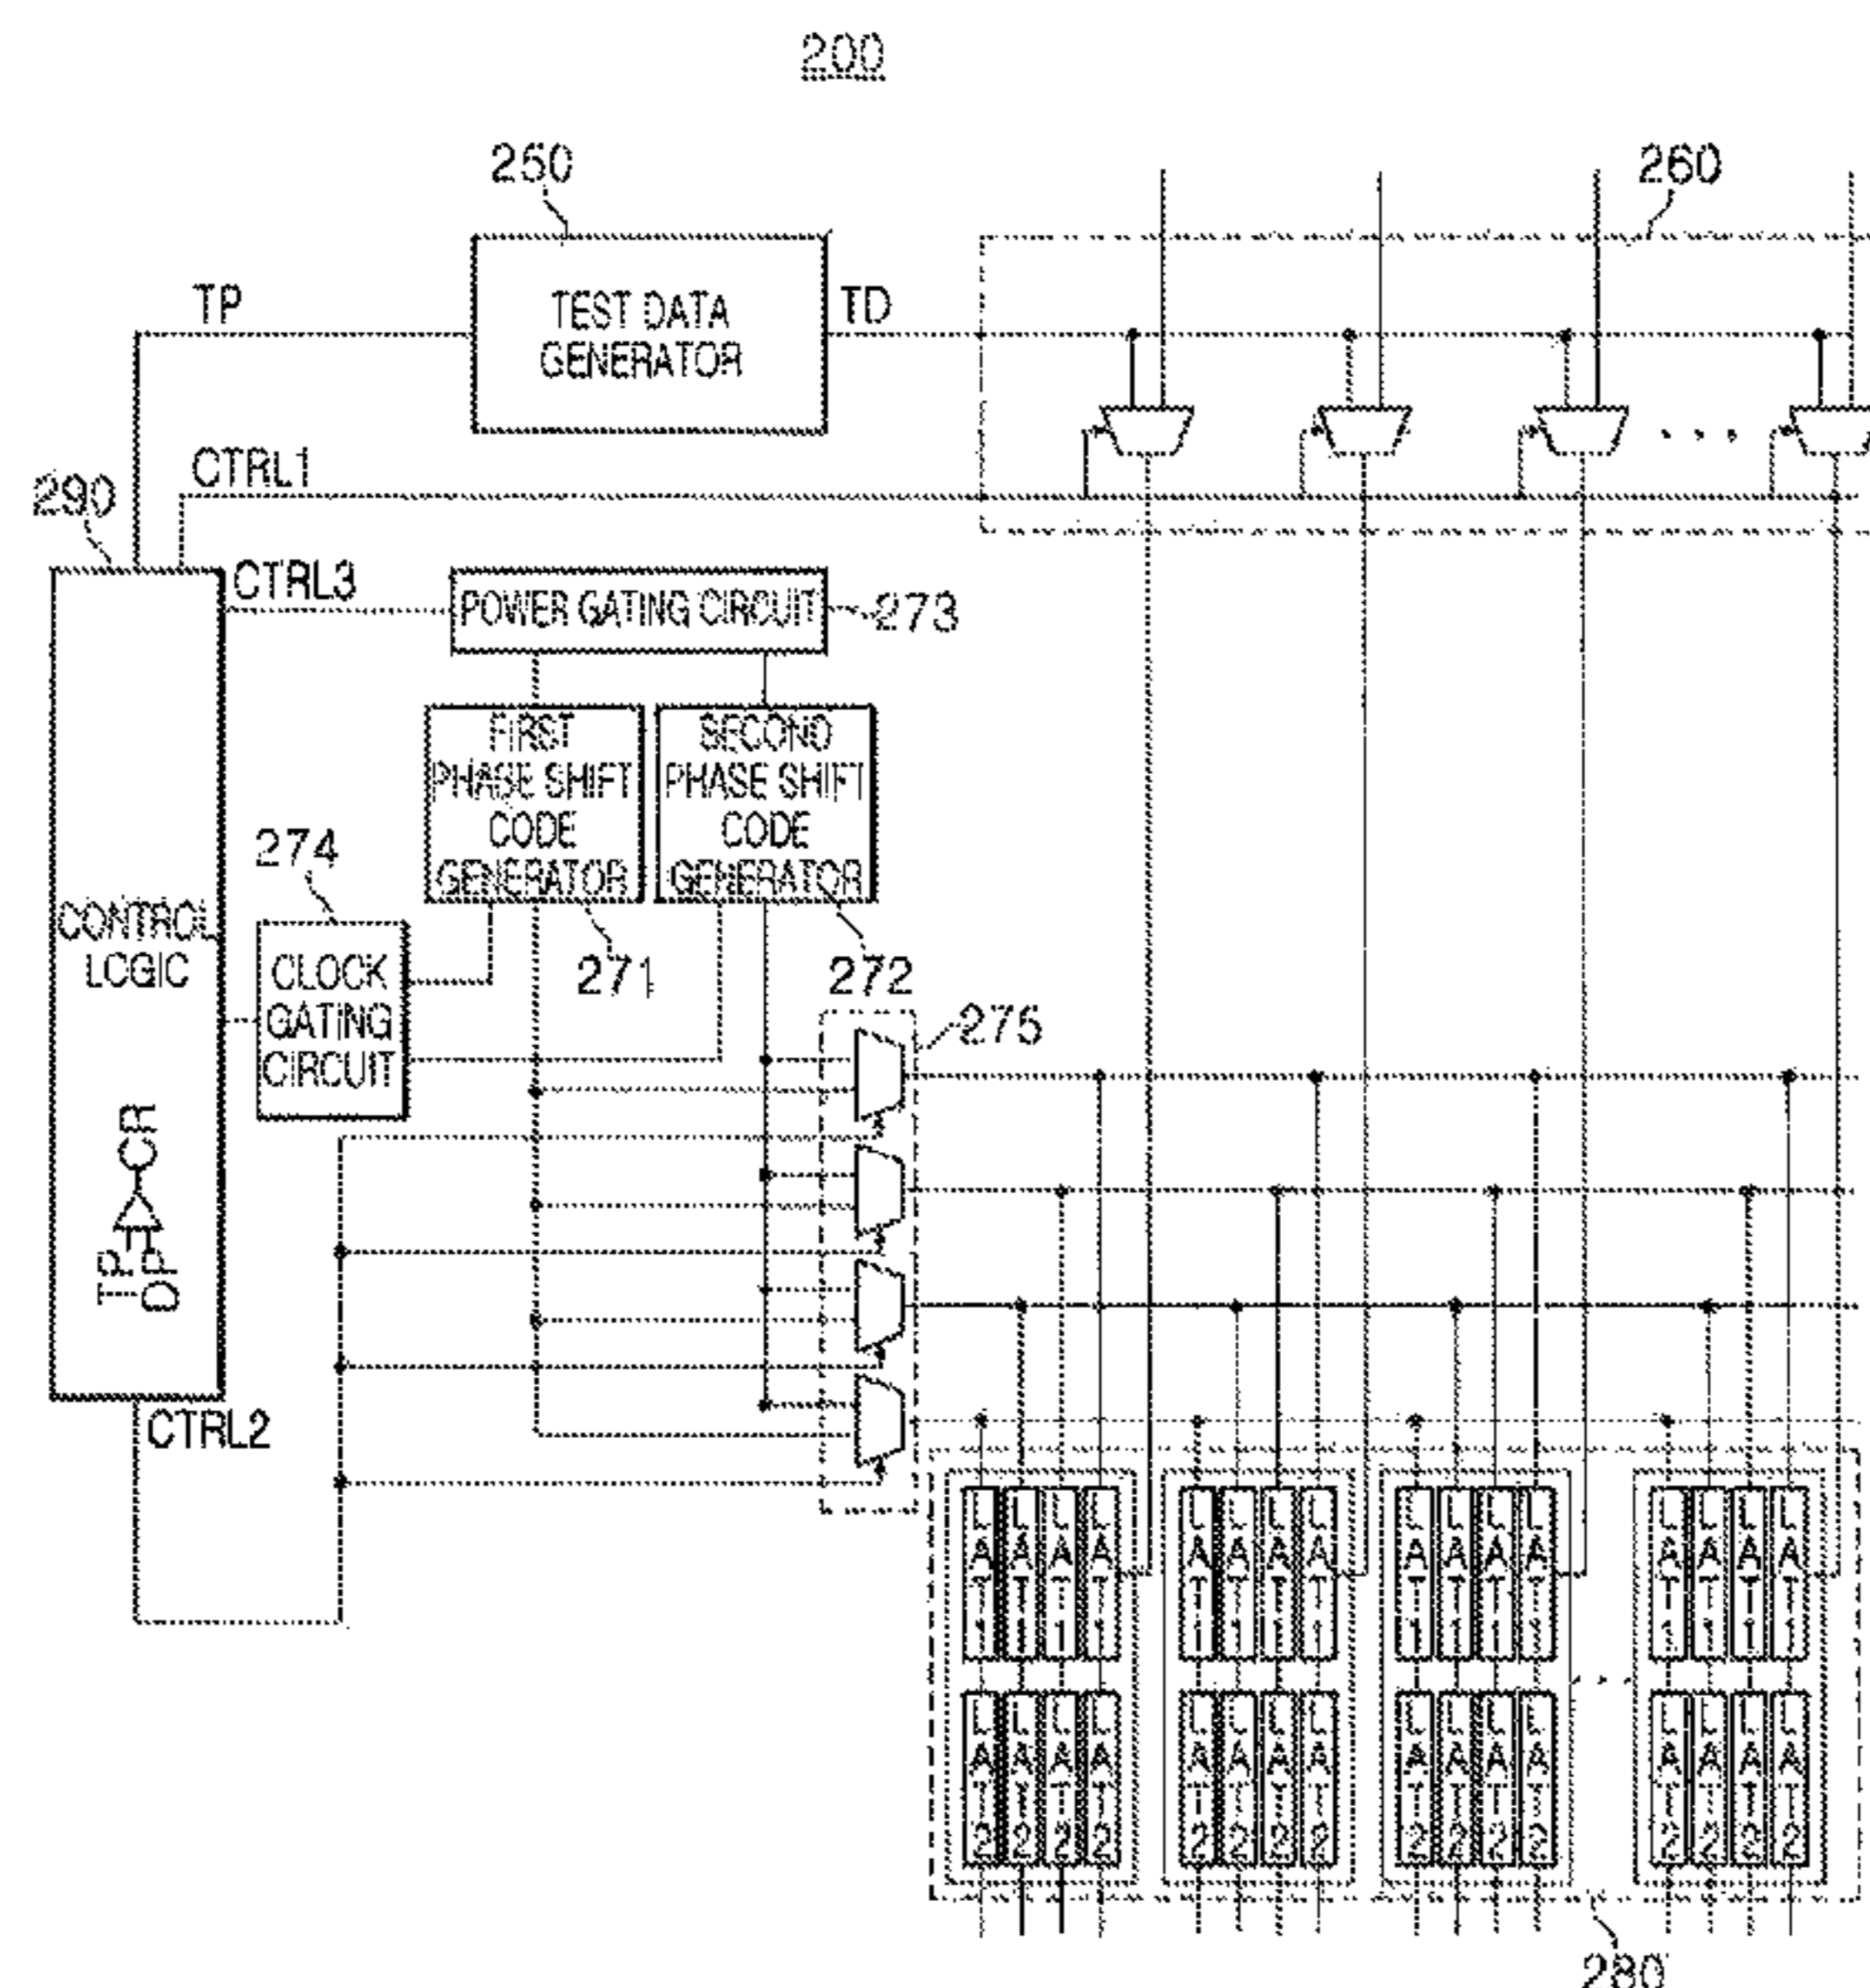 200
250
260
TP
TEST DATA
GENERATOR
TD
CTRL1
290
CTRL3
POWER GATING CIRCUIT
273
FIRST
PHASE SHIFT
CODE
GENERATOR
SECOND
PHASE SHIFT
CODE
GENERATOR
274
CONTROL
LOGIC
CLOCK
GATING
CIRCUIT
271
272
275
CR
TP
DP
CTRL2
LAT1 LAT1 LAT1 LAT1
LAT1 LAT1 LAT1 LAT1
LAT1 LAT1 LAT1 LAT1
LAT1 LAT1 LAT1 LAT1
LAT2 LAT2 LAT2 LAT2
LAT2 LAT2 LAT2 LAT2
LAT2 LAT2 LAT2 LAT2
LAT2 LAT2 LAT2 LAT2
280